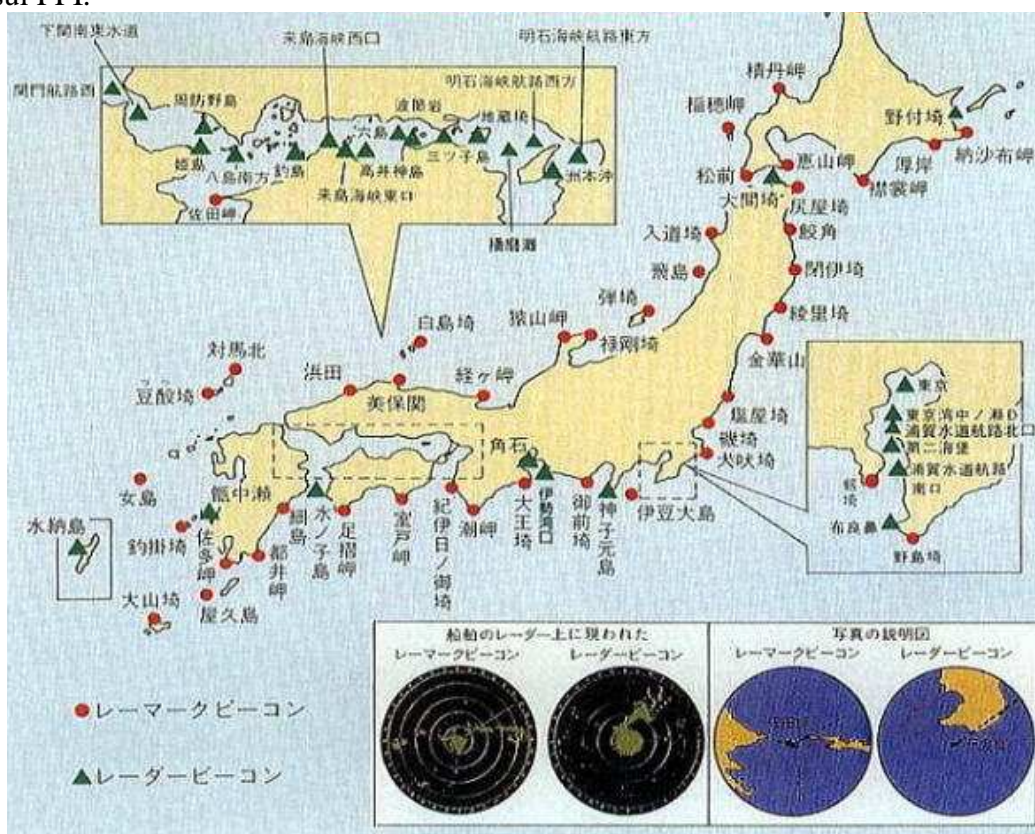 下関南東水道
来島海峡西口
明石海峡航路東方
関門航路西
周防野島
波節岩
明石海峡航路西方
地蔵埼
六島
姫島
八島南方
釣島
高井神島
三ツ子島
洲本沖
佐田岬
来島海峡東口
播磨灘
積丹岬
稲穂岬
野付埼
恵山岬
厚岸
納沙布岬
松前
大間埼
襟裳岬
尻屋埼
入道埼
鮫角
飛島
閉伊埼
弾埼
綾里埼
猿山岬
白島埼
禄剛埼
金華山
対馬北
浜田
経ヶ岬
豆酘埼
美保関
塩屋埼
磯埼
犬吠埼
角石
女島
水納島
釣掛埼
佐多岬
都井岬
細島
水ノ子島
足摺岬
室戸岬
紀伊日ノ御埼
潮岬
大王埼
伊勢湾口
御前埼
神子元島
伊豆大島
大山埼
屋久島
東京
東京湾中ノ瀬D
浦賀水道航路北口
第二海堡
浦賀水道航路
南口
剱埼
布良鼻
野島埼
船舶のレーダー上に現われた
レーマークビーコン
レーダービーコン
写真の説明図
レーマークビーコン
レーダービーコン
レーマークビーコン
レーダービーコン